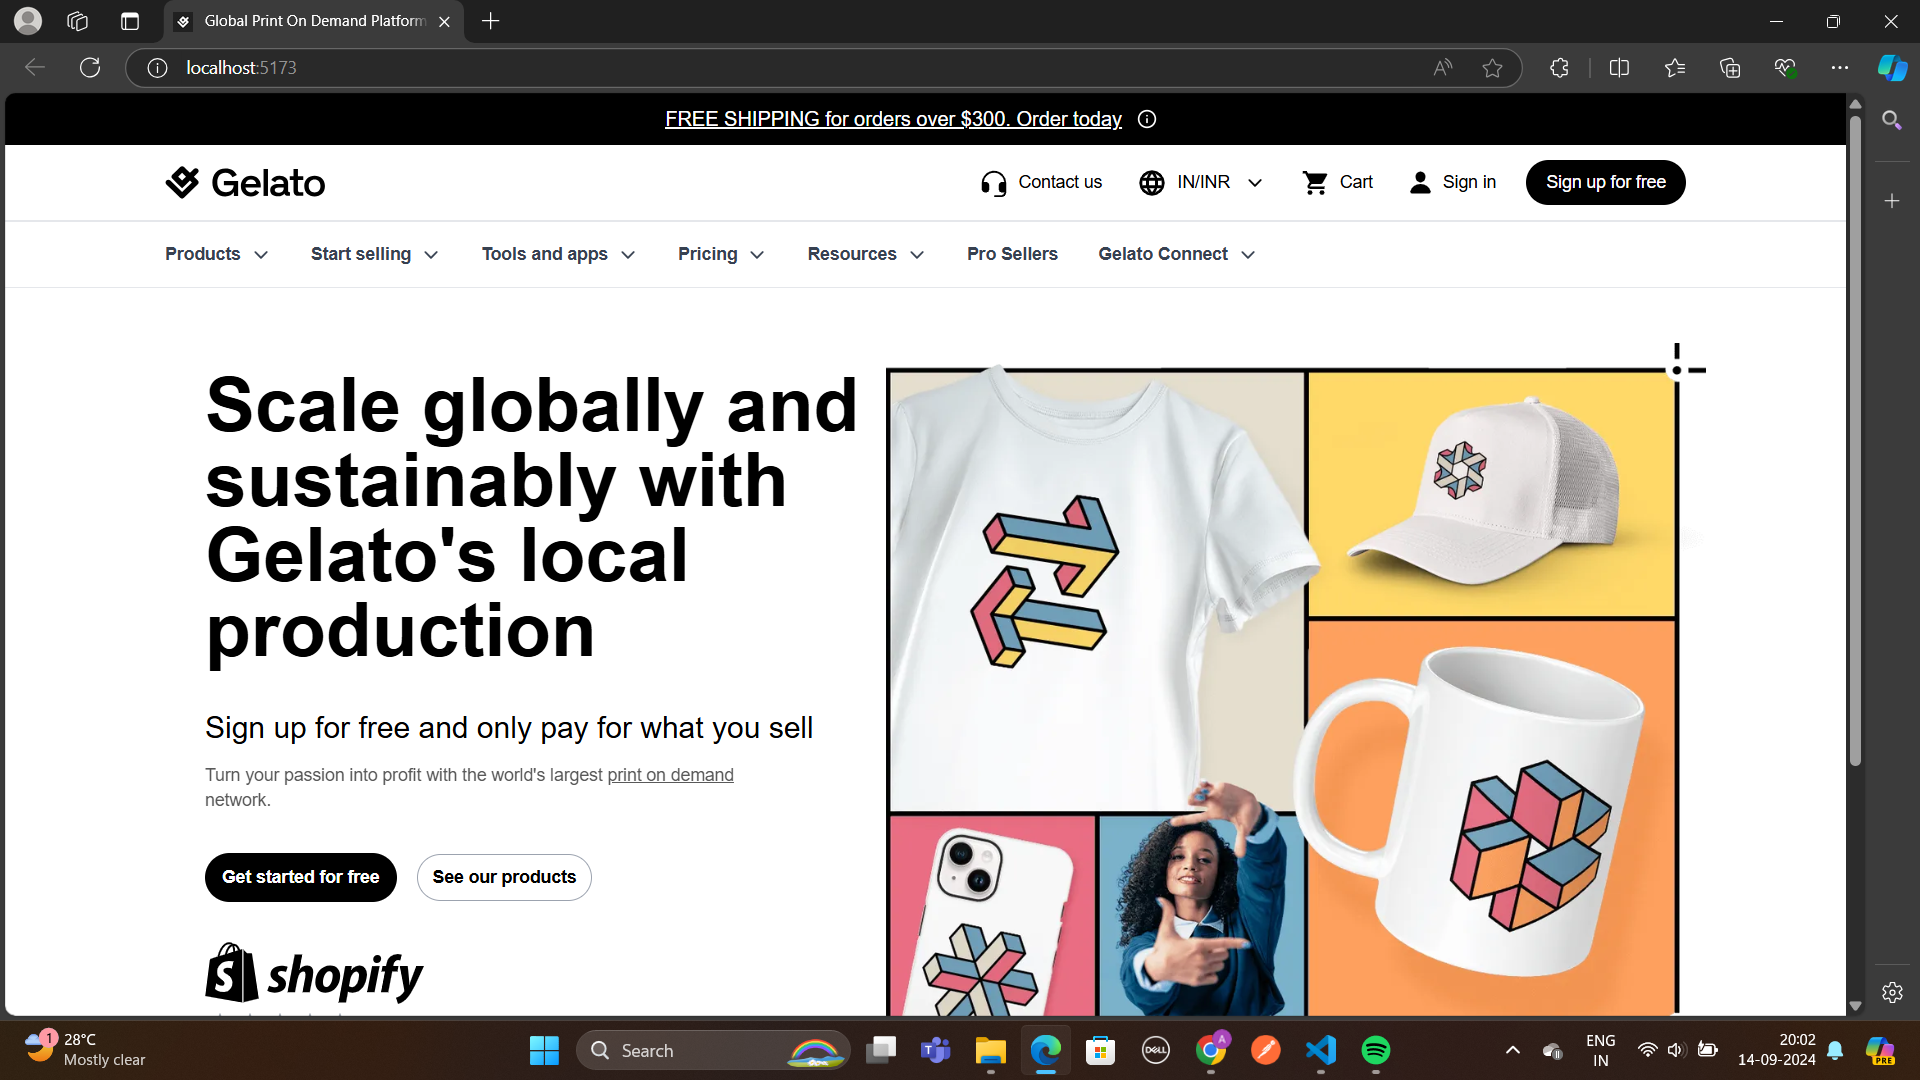 Global Print On Demand Platform
localhost:5173
FREE SHIPPING for orders over $300. Order today
Gelato
Contact us
IN/INR
Cart
Sign in
Sign up for free
Products
Start selling
Tools and apps
Pricing
Resources
Pro Sellers
Gelato Connect
Scale globally and
sustainably with
Gelato's local
production
Sign up for free and only pay for what you sell
Turn your passion into profit with the world's largest print on demand
network.
Get started for free
See our products
shopify
1
28°C
Mostly clear
Search
DELL
A
ENG
IN
20:02
14-09-2024
PRE